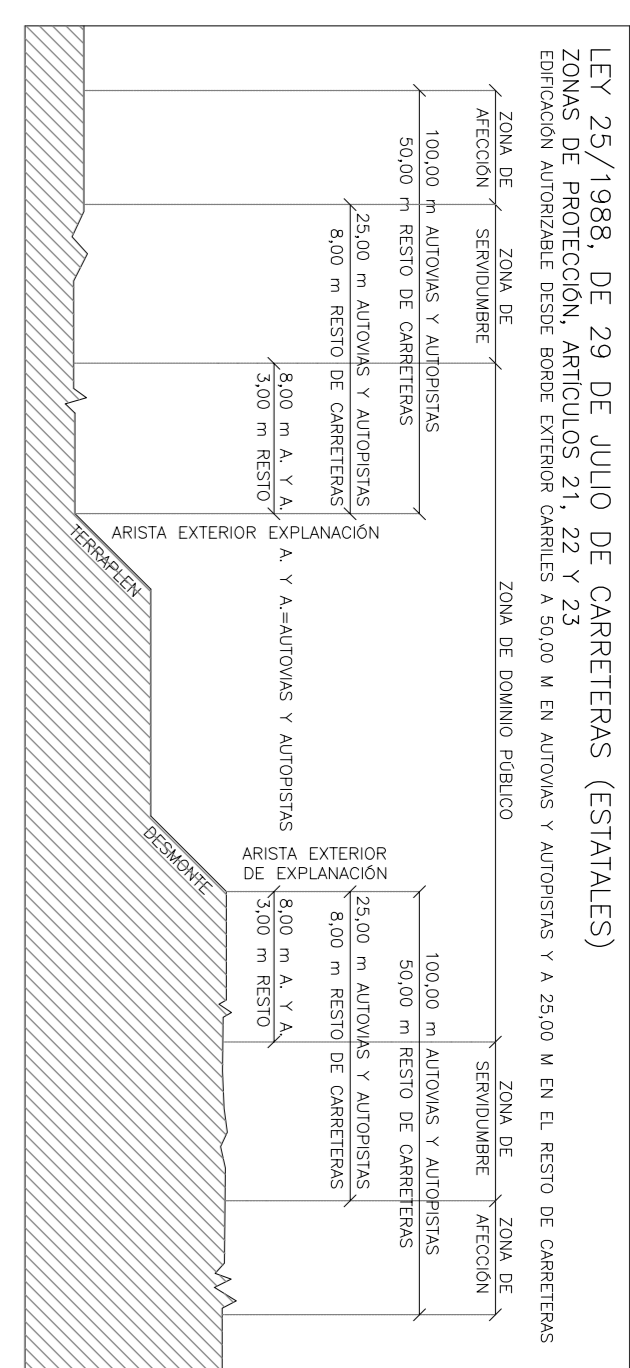 LEY 25/1988, DE 29 DE JULIO DE CARRETERAS (ESTATALES)
ZONAS DE PROTECCIÓN, ARTÍCULOS 21, 22 Y 23
EDIFICACIÓN AUTORIZABLE DESDE BORDE EXTERIOR CARRILES A 50,00 M EN AUTOVIAS Y AUTOPISTAS Y A 25,00 M EN EL RESTO DE CARRETERAS
ZONA DE
AFECCIÓN
ZONA DE
SERVIDUMBRE
ZONA DE DOMINIO PÚBLICO
ZONA DE
SERVIDUMBRE
ZONA DE
AFECCIÓN
100,00 m AUTOVIAS Y AUTOPISTAS
50,00 m RESTO DE CARRETERAS
25,00 m AUTOVIAS Y AUTOPISTAS
8,00 m RESTO DE CARRETERAS
8,00 m A. Y A.
3,00 m RESTO
ARISTA EXTERIOR EXPLANACIÓN
A. Y A.=AUTOVIAS Y AUTOPISTAS
ARISTA EXTERIOR
DE EXPLANACIÓN
100,00 m AUTOVIAS Y AUTOPISTAS
50,00 m RESTO DE CARRETERAS
25,00 m AUTOVIAS Y AUTOPISTAS
8,00 m RESTO DE CARRETERAS
8,00 m A. Y A.
3,00 m RESTO
TERRAPLEN
DESMONTE